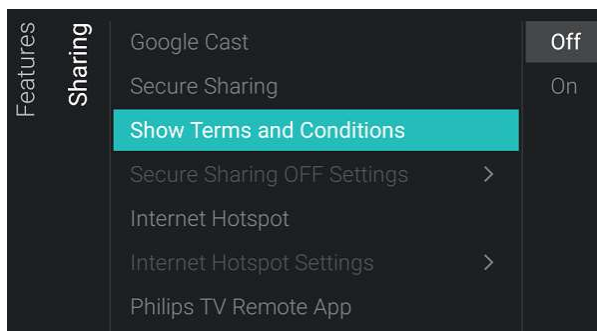 Features
Sharing
Google Cast
Secure Sharing
Show Terms and Conditions
Secure Sharing OFF Settings
Internet Hotspot
Internet Hotspot Settings
Philips TV Remote App
Off
On